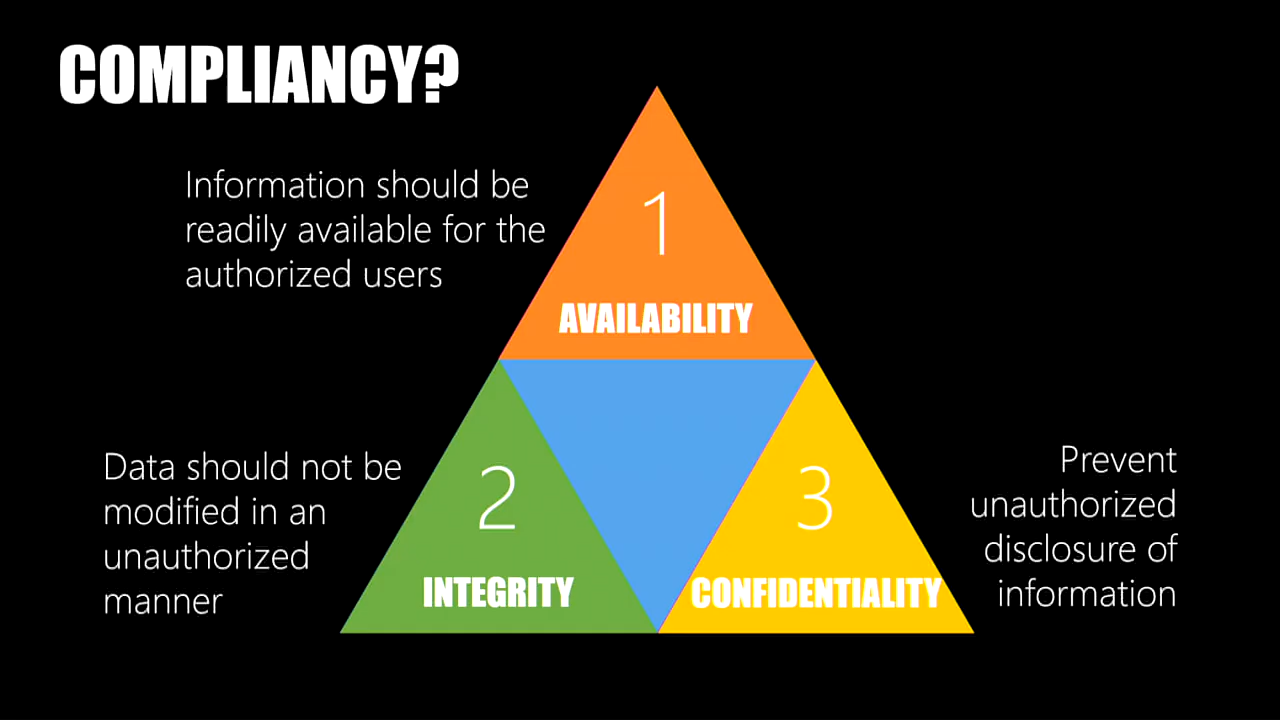 COMPLIANCY?
Information should be
readily available for the
authorized users
1
AVAILABILITY
Data should not be
modified in an
unauthorized
manner
2
INTEGRITY
3
CONFIDENTIALITY
Prevent
unauthorized
disclosure of
information